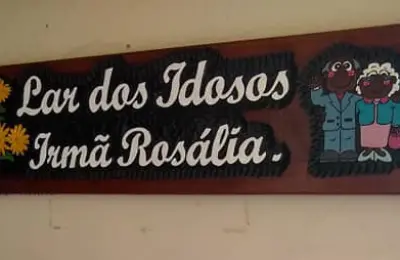 Lar dos Idosos
Irmã Rosália.